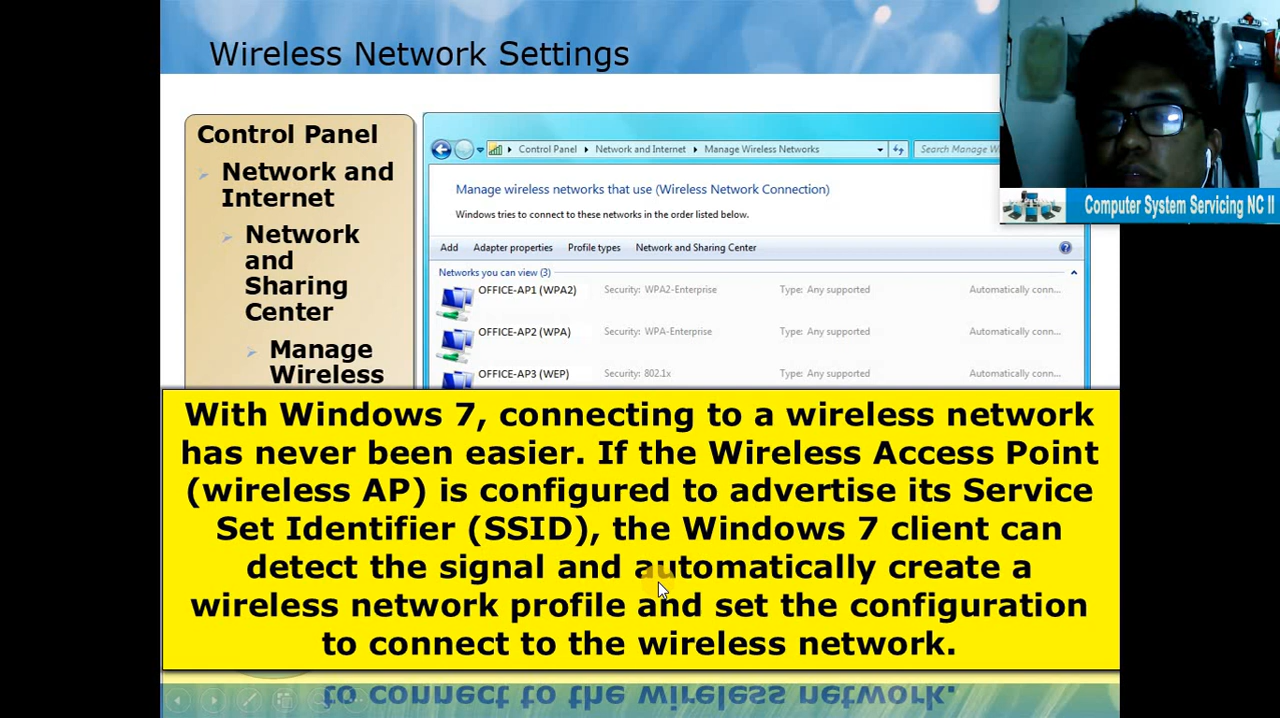 Wireless Network Settings
Control Panel
Network and
Internet
Network
and
Sharing
Center
Manage
Wireless
Control Panel
Network and Internet
Manage Wireless Networks
Search Manage W
Manage wireless networks that use (Wireless Network Connection)
Windows tries to connect to these networks in the order listed below.
Add Adapter properties Profile types Network and Sharing Center
Networks you can view (3)
OFFICE-AP1 (WPA2) Security: WPA2-Enterprise Type: Any supported Automatically conn...
OFFICE-AP2 (WPA) Security: WPA-Enterprise Type: Any supported Automatically conn...
OFFICE-AP3 (WEP) Security: 802.1x Type: Any supported Automatically conn...
Computer System Servicing NC II
With Windows 7, connecting to a wireless network
has never been easier. If the Wireless Access Point
(wireless AP) is configured to advertise its Service
Set Identifier (SSID), the Windows 7 client can
detect the signal and automatically create a
wireless network profile and set the configuration
to connect to the wireless network.
to connect to the wireless network.